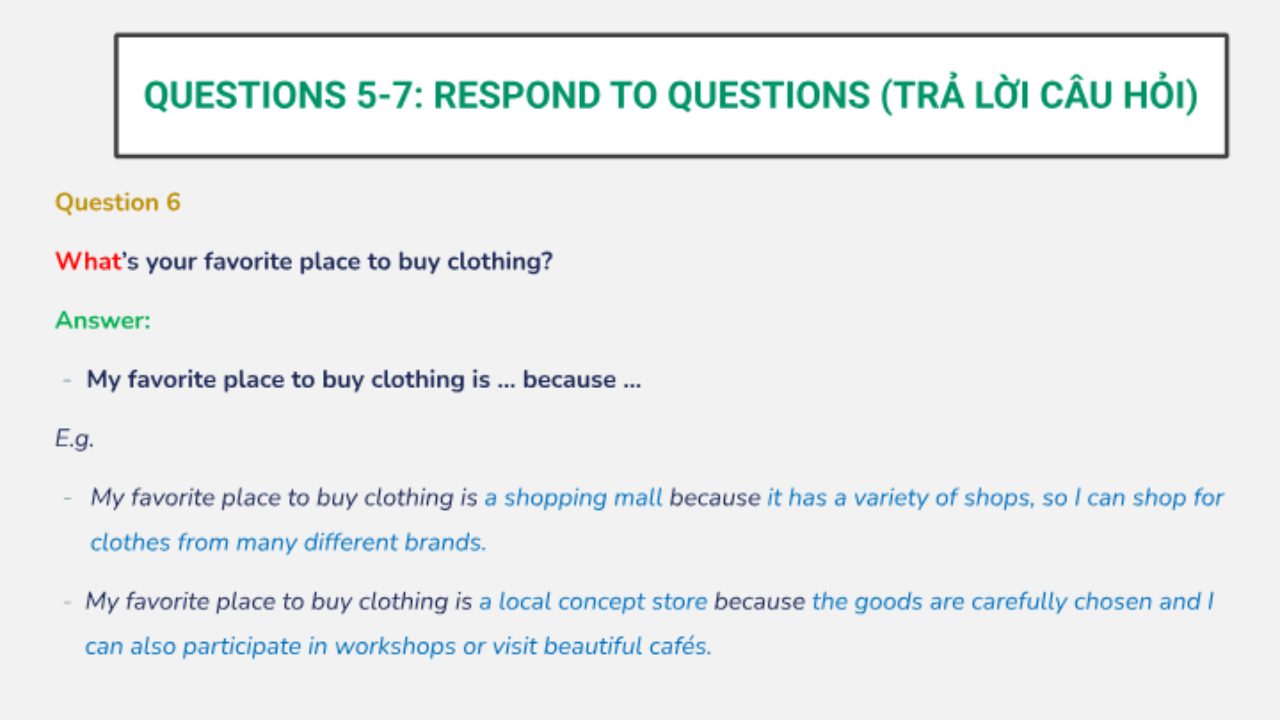 QUESTIONS 5-7: RESPOND TO QUESTIONS (TRẢ LỜI CÂU HỎI)
Question 6
What's your favorite place to buy clothing?
Answer:
- My favorite place to buy clothing is ... because ...
E.g.
- My favorite place to buy clothing is a shopping mall because it has a variety of shops, so I can shop for
clothes from many different brands.
- My favorite place to buy clothing is a local concept store because the goods are carefully chosen and I
can also participate in workshops or visit beautiful cafés.